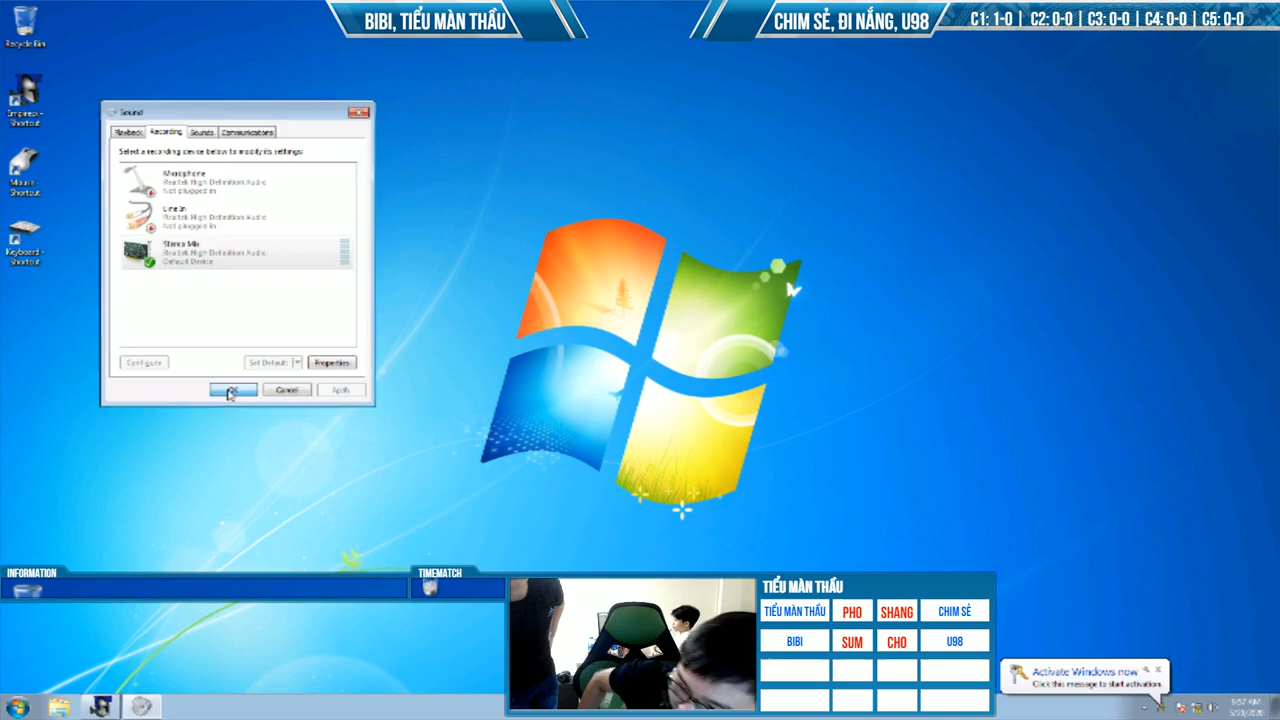 BIBI, TIỂU MÀN THẦU
CHIM SẺ, ĐI NẮNG, U98
C1: 1-0 | C2: 0-0 | C3: 0-0 | C4: 0-0 | C5: 0-0
Recycle Bin
Empiresx - Shortcut
Mouse - Shortcut
Keyboard - Shortcut
Sound
Playback Recording Sounds Communications
Select a recording device below to modify its settings:
Microphone
Realtek High Definition Audio
Not plugged in
Line In
Realtek High Definition Audio
Not plugged in
Stereo Mix
Realtek High Definition Audio
Default Device
Configure Set Default Properties
OK Cancel Apply
INFORMATION
TIMEMATCH
TIỂU MÀN THẦU
TIỂU MÀN THẦU PHO SHANG CHIM SẺ
BIBI SUM CHO U98
Activate Windows now
Click this message to start activation.
9:57 AM